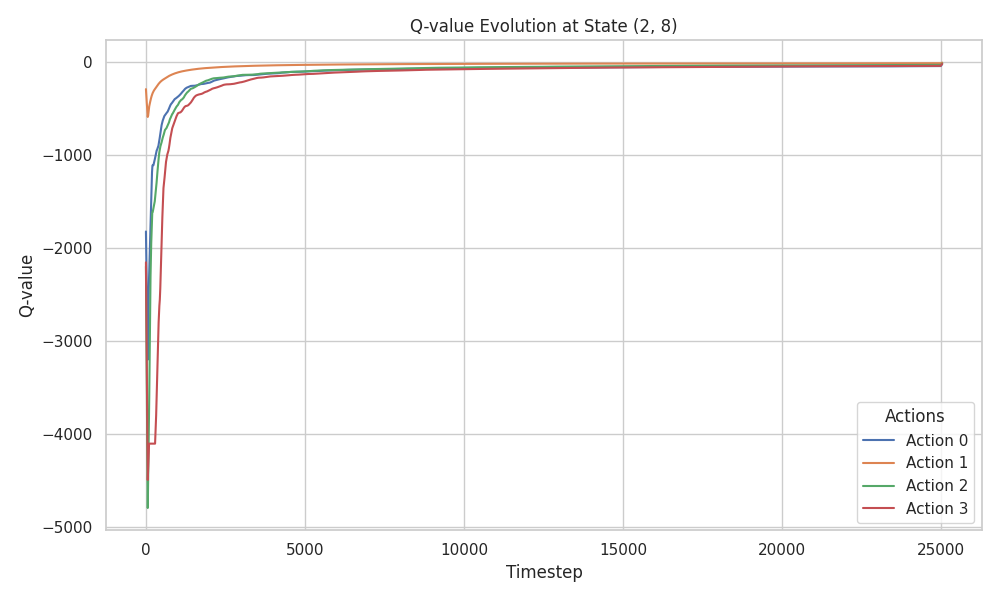 Q-value Evolution at State (2, 8)
0
−1000
−2000
−3000
−4000
−5000
Q-value
0
5000
10000
15000
20000
25000
Timestep
Actions
Action 0
Action 1
Action 2
Action 3